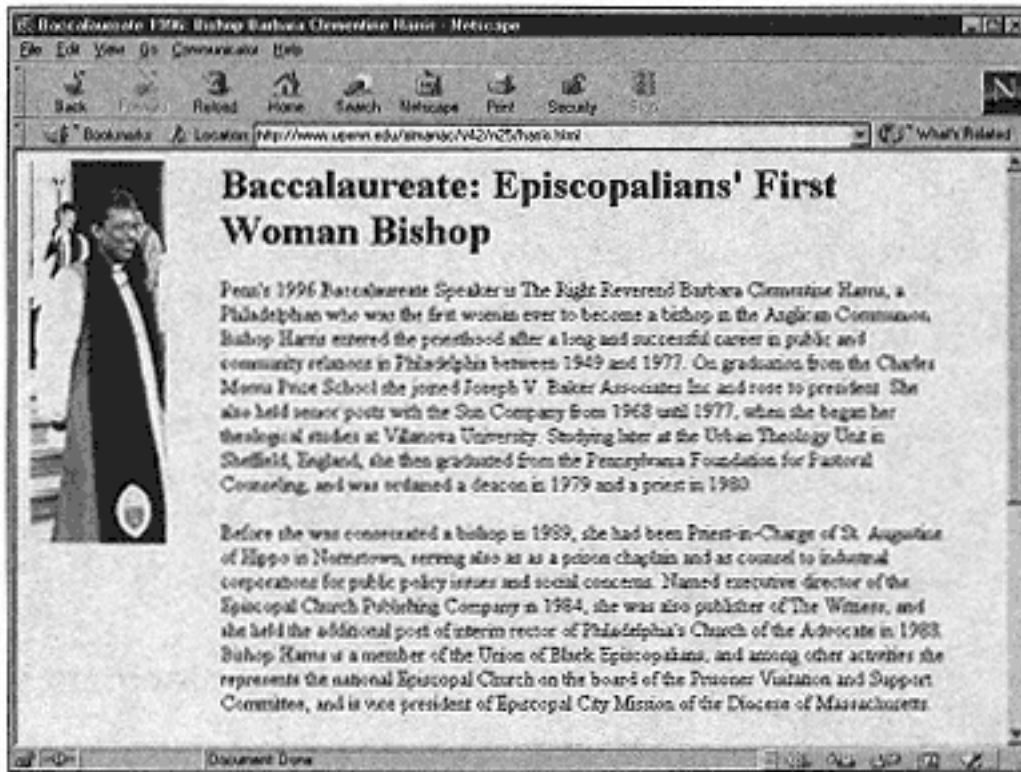 Baccalaureate 1996: Bishop Barbara Clementine Harris - Netscape
File Edit View Go Communicator Help
Back Forward Reload Home Search Netscape Print Security Stop
Bookmarks Location: http://www.upenn.edu/almanac/v42/n25/harris.html What's Related
Baccalaureate: Episcopalians' First
Woman Bishop
Penn's 1996 Baccalaureate Speaker is The Right Reverend Barbara Clementine Harris, a
Philadelphian who was the first woman ever to become a bishop in the Anglican Communion.
Bishop Harris entered the priesthood after a long and successful career in public and
community relations in Philadelphia between 1949 and 1977. On graduation from the Charles
Morris Price School she joined Joseph V. Baker Associates Inc and rose to president. She
also held senior posts with the Sun Company from 1968 until 1977, when she began her
theological studies at Villanova University. Studying later at the Urban Theology Unit in
Sheffield, England, she then graduated from the Pennsylvania Foundation for Pastoral
Counseling, and was ordained a deacon in 1979 and a priest in 1980.
Before she was consecrated a bishop in 1989, she had been Priest-in-Charge of St. Augustine
of Hippo in Norristown, serving also as as a prison chaplain and as counsel to industrial
corporations for public policy issues and social concerns. Named executive director of the
Episcopal Church Publishing Company in 1984, she was also publisher of The Witness, and
she held the additional post of interim rector of Philadelphia's Church of the Advocate in 1988.
Bishop Harris is a member of the Union of Black Episcopalians, and among other activities she
represents the national Episcopal Church on the board of the Prisoner Visitation and Support
Committee, and is vice president of Episcopal City Mission of the Diocese of Massachusetts.
Document Done